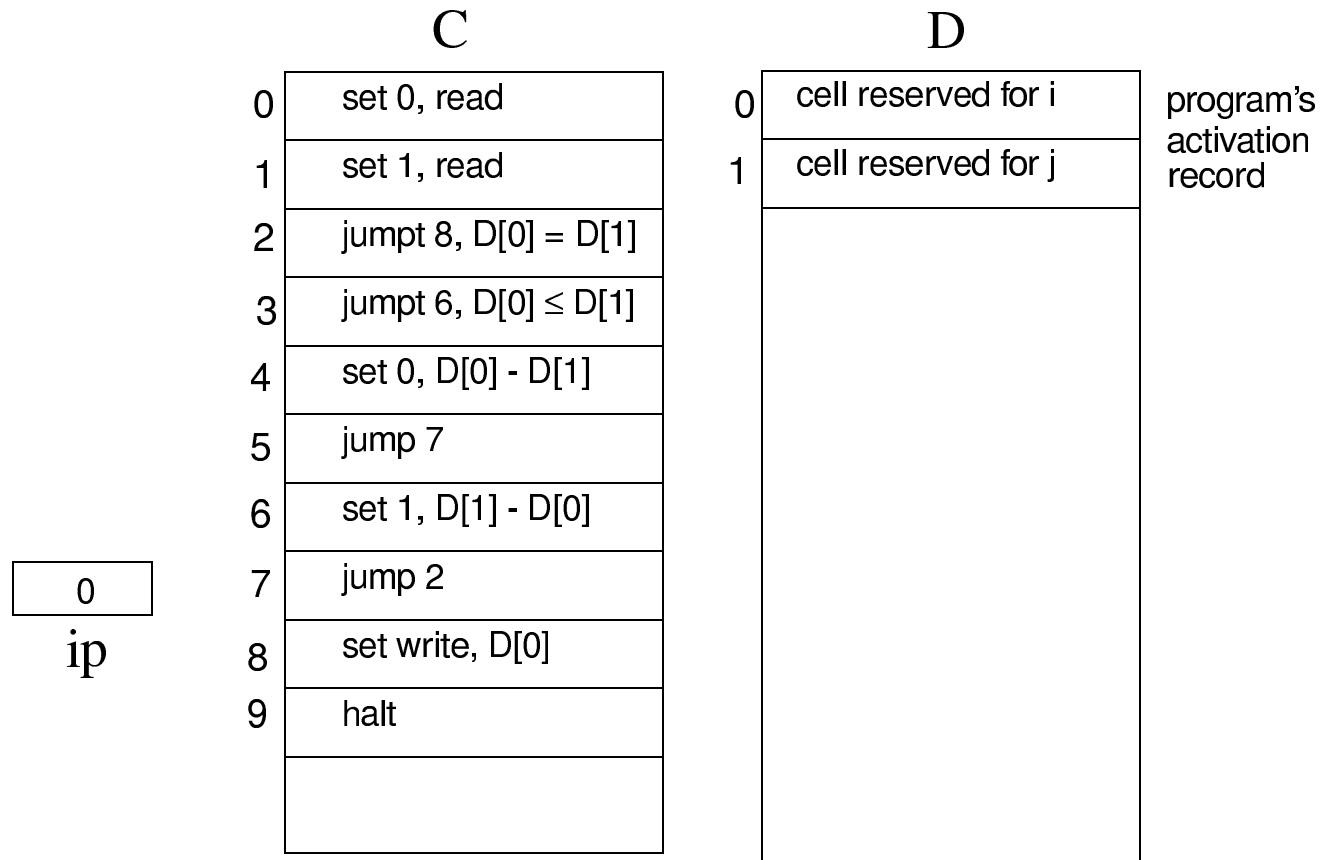 C
D
0 set 0, read
1 set 1, read
2 jumpt 8, D[0] = D[1]
3 jumpt 6, D[0] ≤ D[1]
4 set 0, D[0] - D[1]
5 jump 7
6 set 1, D[1] - D[0]
7 jump 2
8 set write, D[0]
9 halt
0 cell reserved for i
1 cell reserved for j
program's
activation
record
0
ip